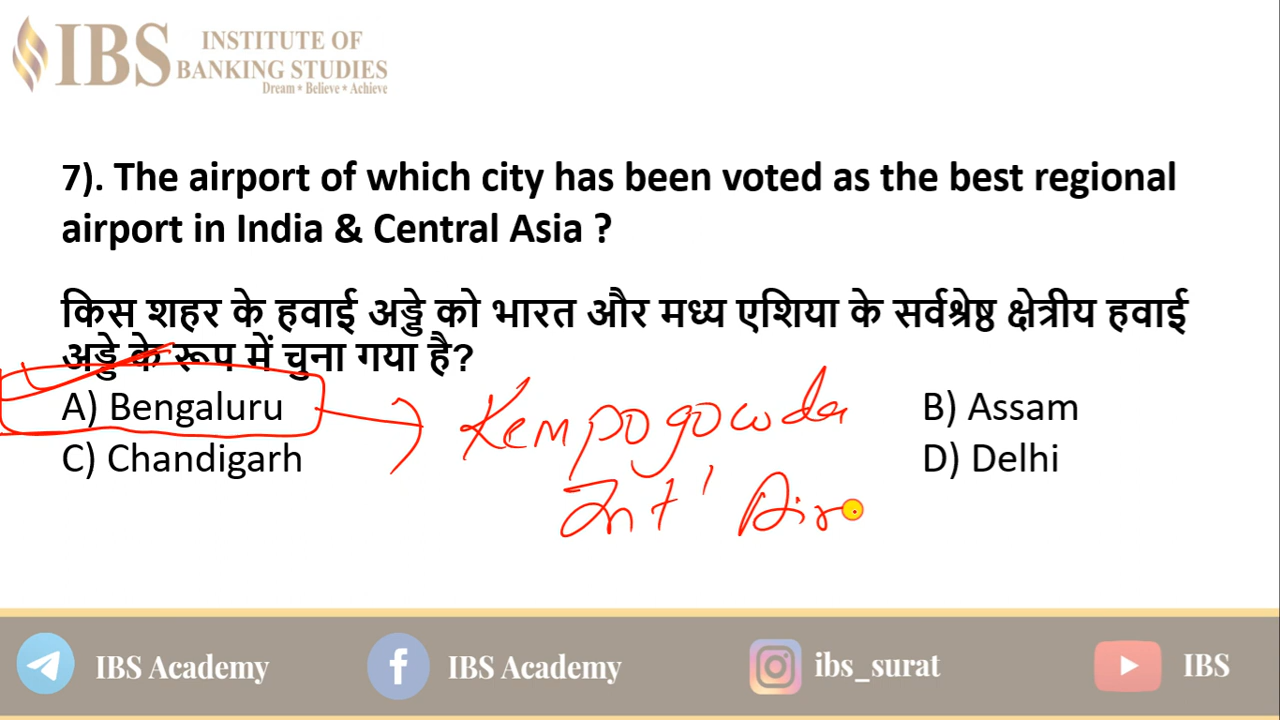 IBS INSTITUTE OF
BANKING STUDIES
Dream * Believe * Achieve
7). The airport of which city has been voted as the best regional
airport in India & Central Asia ?
किस शहर के हवाई अड्डे को भारत और मध्य एशिया के सर्वश्रेष्ठ क्षेत्रीय हवाई
अड्डे के रूप में चुना गया है?
A) Bengaluru
B) Assam
C) Chandigarh
D) Delhi
Kempogowda
Int' Air
IBS Academy
IBS Academy
ibs_surat
IBS